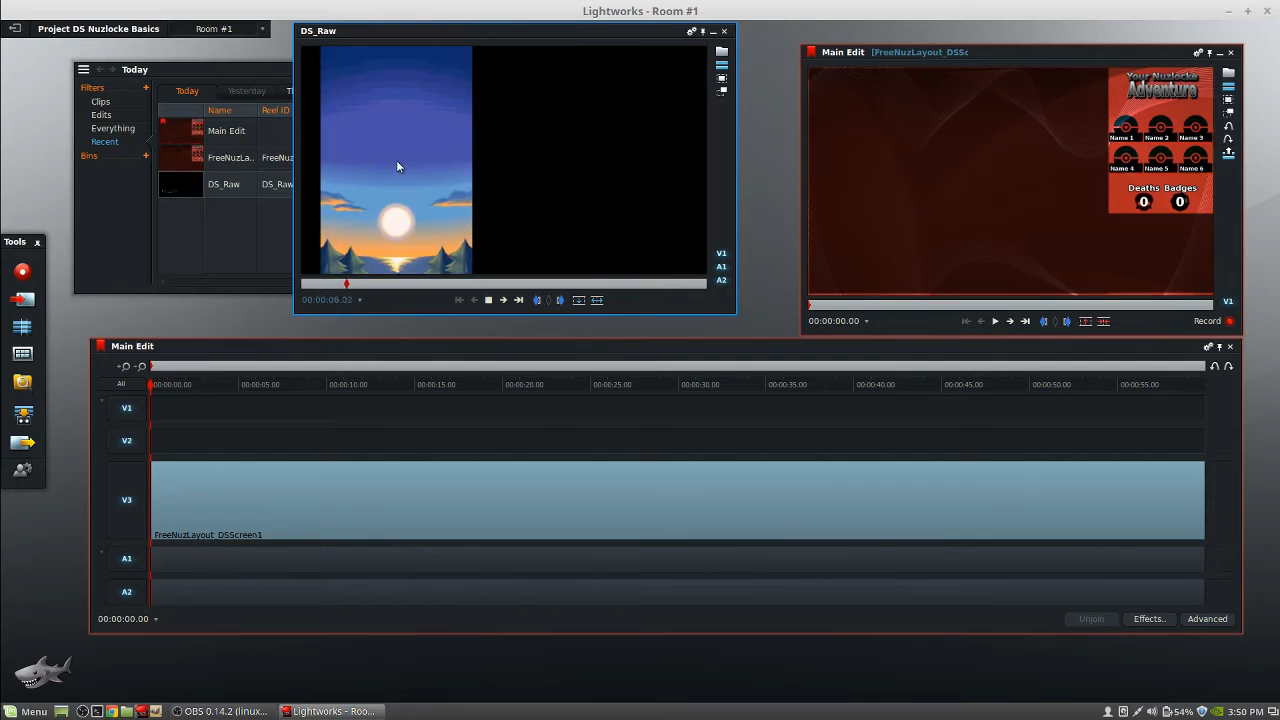 Lightworks - Room #1
Project DS Nuzlocke Basics
Room #1
Today
Filters
Clips
Edits
Everything
Recent
Bins
Today
Yesterday
Name
Reel ID
Main Edit
FreeNuzLa..
FreeNuz
DS_Raw
DS_Raw
DS_Raw
V1
A1
A2
00:00:06.02
Main Edit
[FreeNuzLayout_DSSc
Your Nuzlocke
Adventure
Name 1
Name 2
Name 3
Name 4
Name 5
Name 6
Deaths
Badges
0
0
V1
00:00:00.00
Record
Tools
Main Edit
All
00:00:00.00
00:00:05.00
00:00:10.00
00:00:15.00
00:00:20.00
00:00:25.00
00:00:30.00
00:00:35.00
00:00:40.00
00:00:45.00
00:00:50.00
00:00:55.00
V1
V2
V3
FreeNuzLayout_DSScreen1
A1
A2
00:00:00.00
Unjoin
Effects..
Advanced
Menu
OBS 0.14.2 (linux...
Lightworks - Roo...
54%
3:50 PM